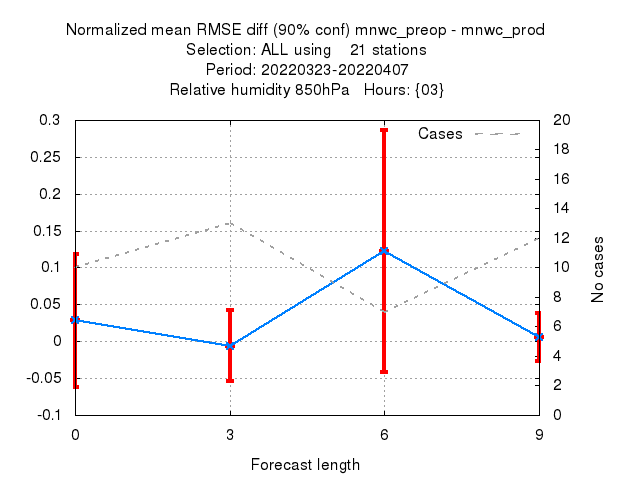 Normalized mean RMSE diff (90% conf) mnwc_preop - mnwc_prod
Selection: ALL using    21 stations
Period: 20220323-20220407
Relative humidity 850hPa   Hours: {03}
Cases
0.3
0.25
0.2
0.15
0.1
0.05
0
-0.05
-0.1
20
18
16
14
12
10
8
6
4
2
0
No cases
0 3 6 9
Forecast length